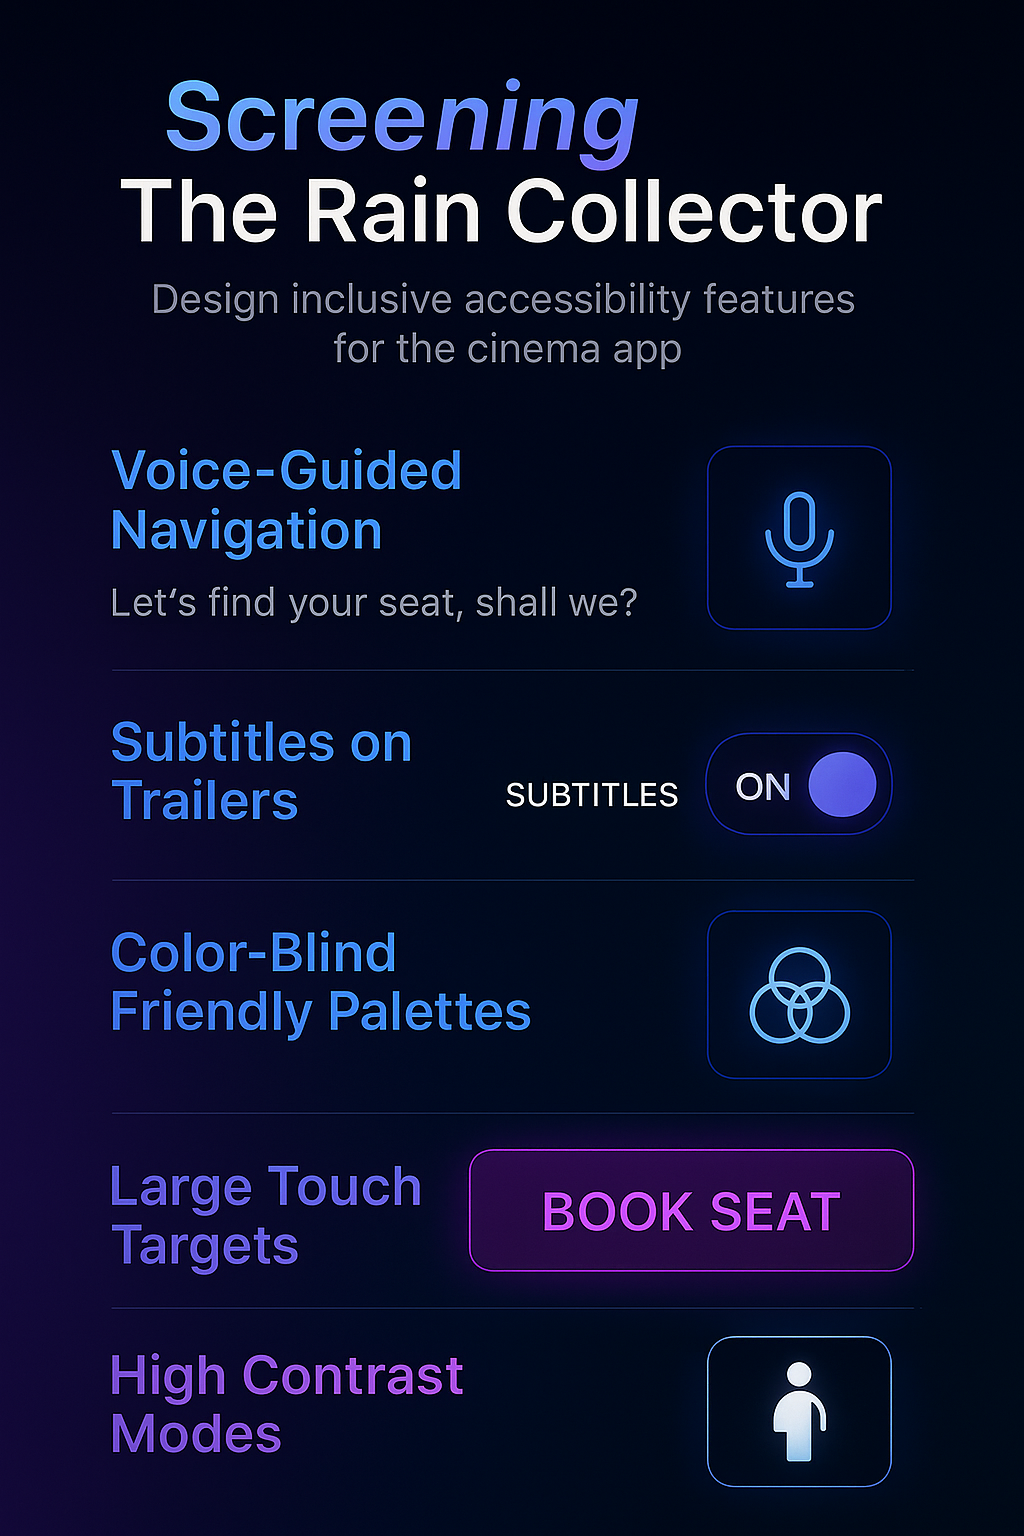 Screening
The Rain Collector
Design inclusive accessibility features
for the cinema app
Voice-Guided
Navigation
Let‘s find your seat, shall we?
Subtitles on
Trailers
SUBTITLES
ON
Color-Blind
Friendly Palettes
Large Touch
Targets
BOOK SEAT
High Contrast
Modes